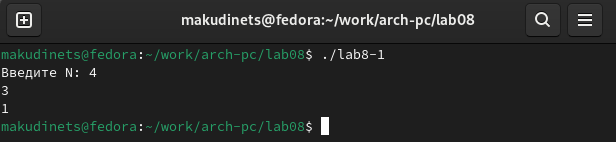 makudinets@fedora:~/work/arch-pc/lab08
makudinets@fedora:~/work/arch-pc/lab08$ ./lab8-1
Введите N: 4
3
1
makudinets@fedora:~/work/arch-pc/lab08$